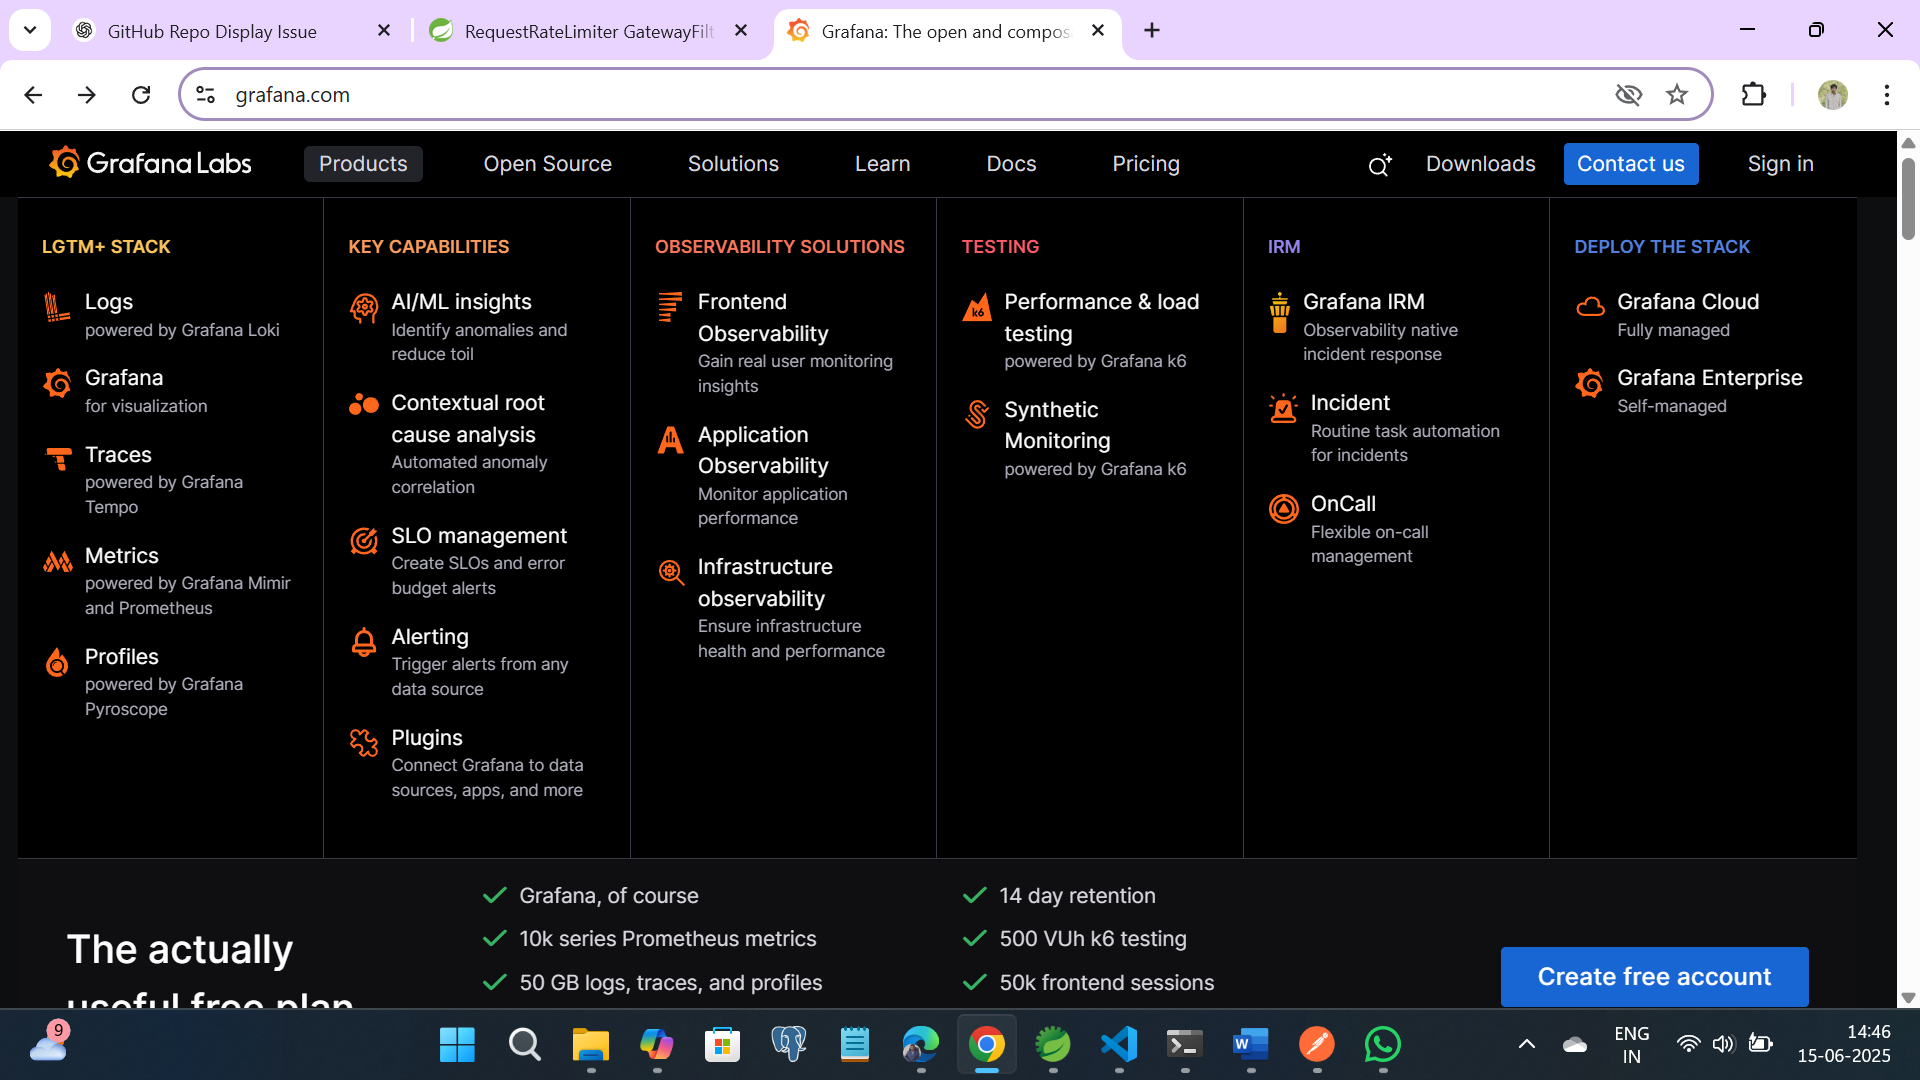 GitHub Repo Display Issue
RequestRateLimiter GatewayFilt
Grafana: The open and compos
grafana.com
Grafana Labs
Products
Open Source
Solutions
Learn
Docs
Pricing
Downloads
Contact us
Sign in
LGTM+ STACK
Logs
powered by Grafana Loki
Grafana
for visualization
Traces
powered by Grafana
Tempo
Metrics
powered by Grafana Mimir
and Prometheus
Profiles
powered by Grafana
Pyroscope
KEY CAPABILITIES
AI/ML insights
Identify anomalies and
reduce toil
Contextual root
cause analysis
Automated anomaly
correlation
SLO management
Create SLOs and error
budget alerts
Alerting
Trigger alerts from any
data source
Plugins
Connect Grafana to data
sources, apps, and more
OBSERVABILITY SOLUTIONS
Frontend
Observability
Gain real user monitoring
insights
Application
Observability
Monitor application
performance
Infrastructure
observability
Ensure infrastructure
health and performance
TESTING
k6
Performance & load
testing
powered by Grafana k6
Synthetic
Monitoring
powered by Grafana k6
IRM
Grafana IRM
Observability native
incident response
Incident
Routine task automation
for incidents
OnCall
Flexible on-call
management
DEPLOY THE STACK
Grafana Cloud
Fully managed
Grafana Enterprise
Self-managed
The actually
useful free plan
Grafana, of course
10k series Prometheus metrics
50 GB logs, traces, and profiles
14 day retention
500 VUh k6 testing
50k frontend sessions
Create free account
9
W
ENG
IN
14:46
15-06-2025